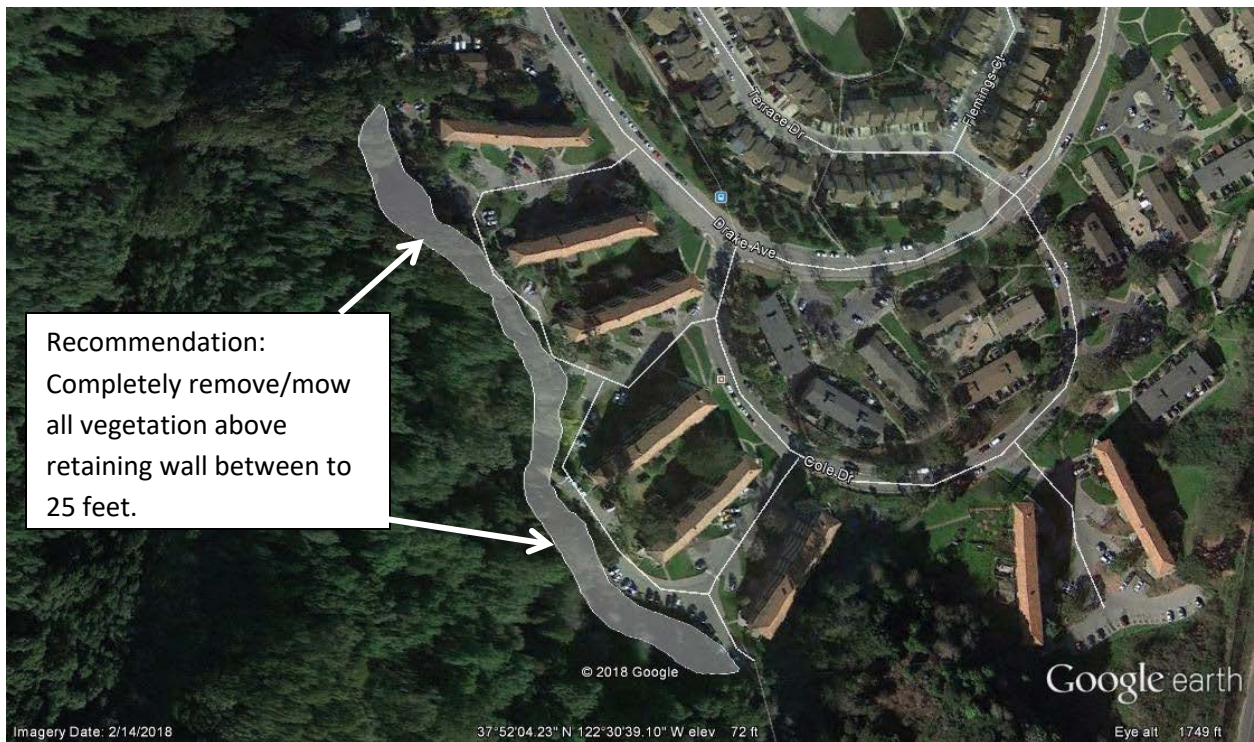 Terrace Dr
Flemings Ct
Drake Ave
Recommendation:
Completely remove/mow
all vegetation above
retaining wall between to
25 feet.
Cole Dr
© 2018 Google
Google earth
Imagery Date: 2/14/2018
37°52'04.23" N 122°30'39.10" W elev 72 ft
Eye alt 1749 ft